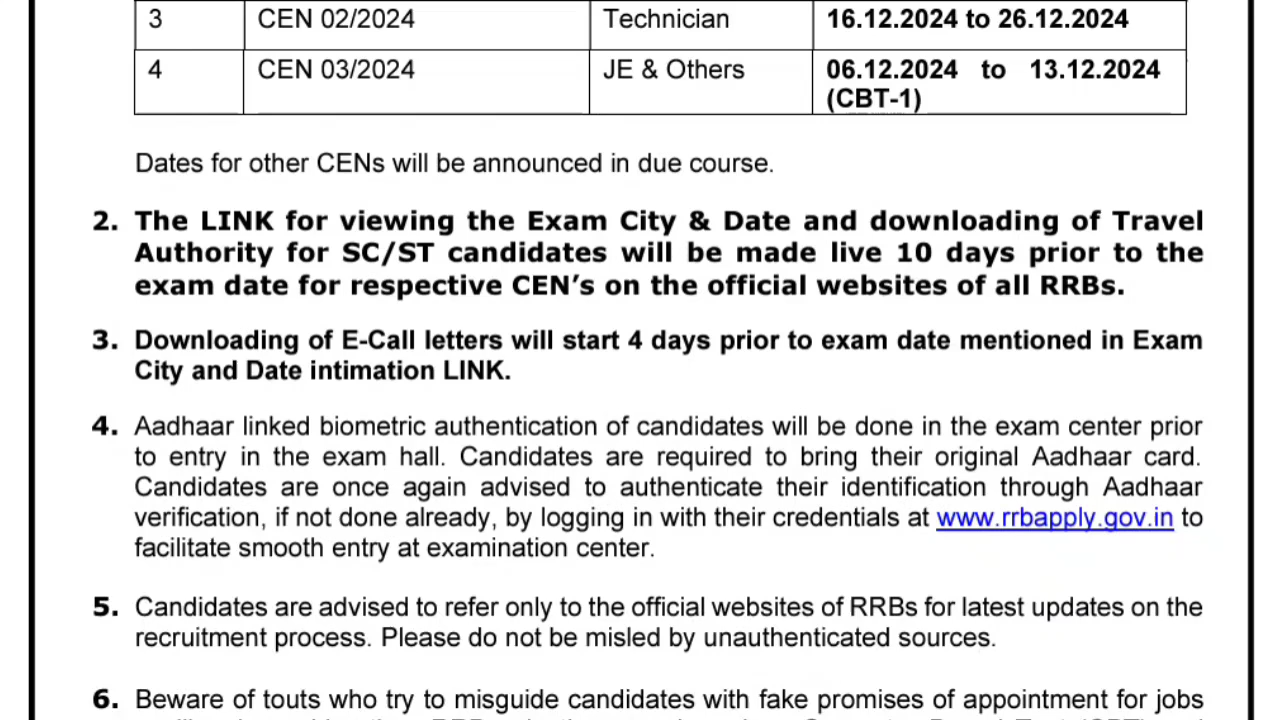 3 CEN 02/2024 Technician 16.12.2024 to 26.12.2024
4 CEN 03/2024 JE & Others 06.12.2024 to 13.12.2024
(CBT-1)
Dates for other CENs will be announced in due course.
2. The LINK for viewing the Exam City & Date and downloading of Travel
Authority for SC/ST candidates will be made live 10 days prior to the
exam date for respective CEN’s on the official websites of all RRBs.
3. Downloading of E-Call letters will start 4 days prior to exam date mentioned in Exam
City and Date intimation LINK.
4. Aadhaar linked biometric authentication of candidates will be done in the exam center prior
to entry in the exam hall. Candidates are required to bring their original Aadhaar card.
Candidates are once again advised to authenticate their identification through Aadhaar
verification, if not done already, by logging in with their credentials at www.rrbapply.gov.in to
facilitate smooth entry at examination center.
5. Candidates are advised to refer only to the official websites of RRBs for latest updates on the
recruitment process. Please do not be misled by unauthenticated sources.
6. Beware of touts who try to misguide candidates with fake promises of appointment for jobs